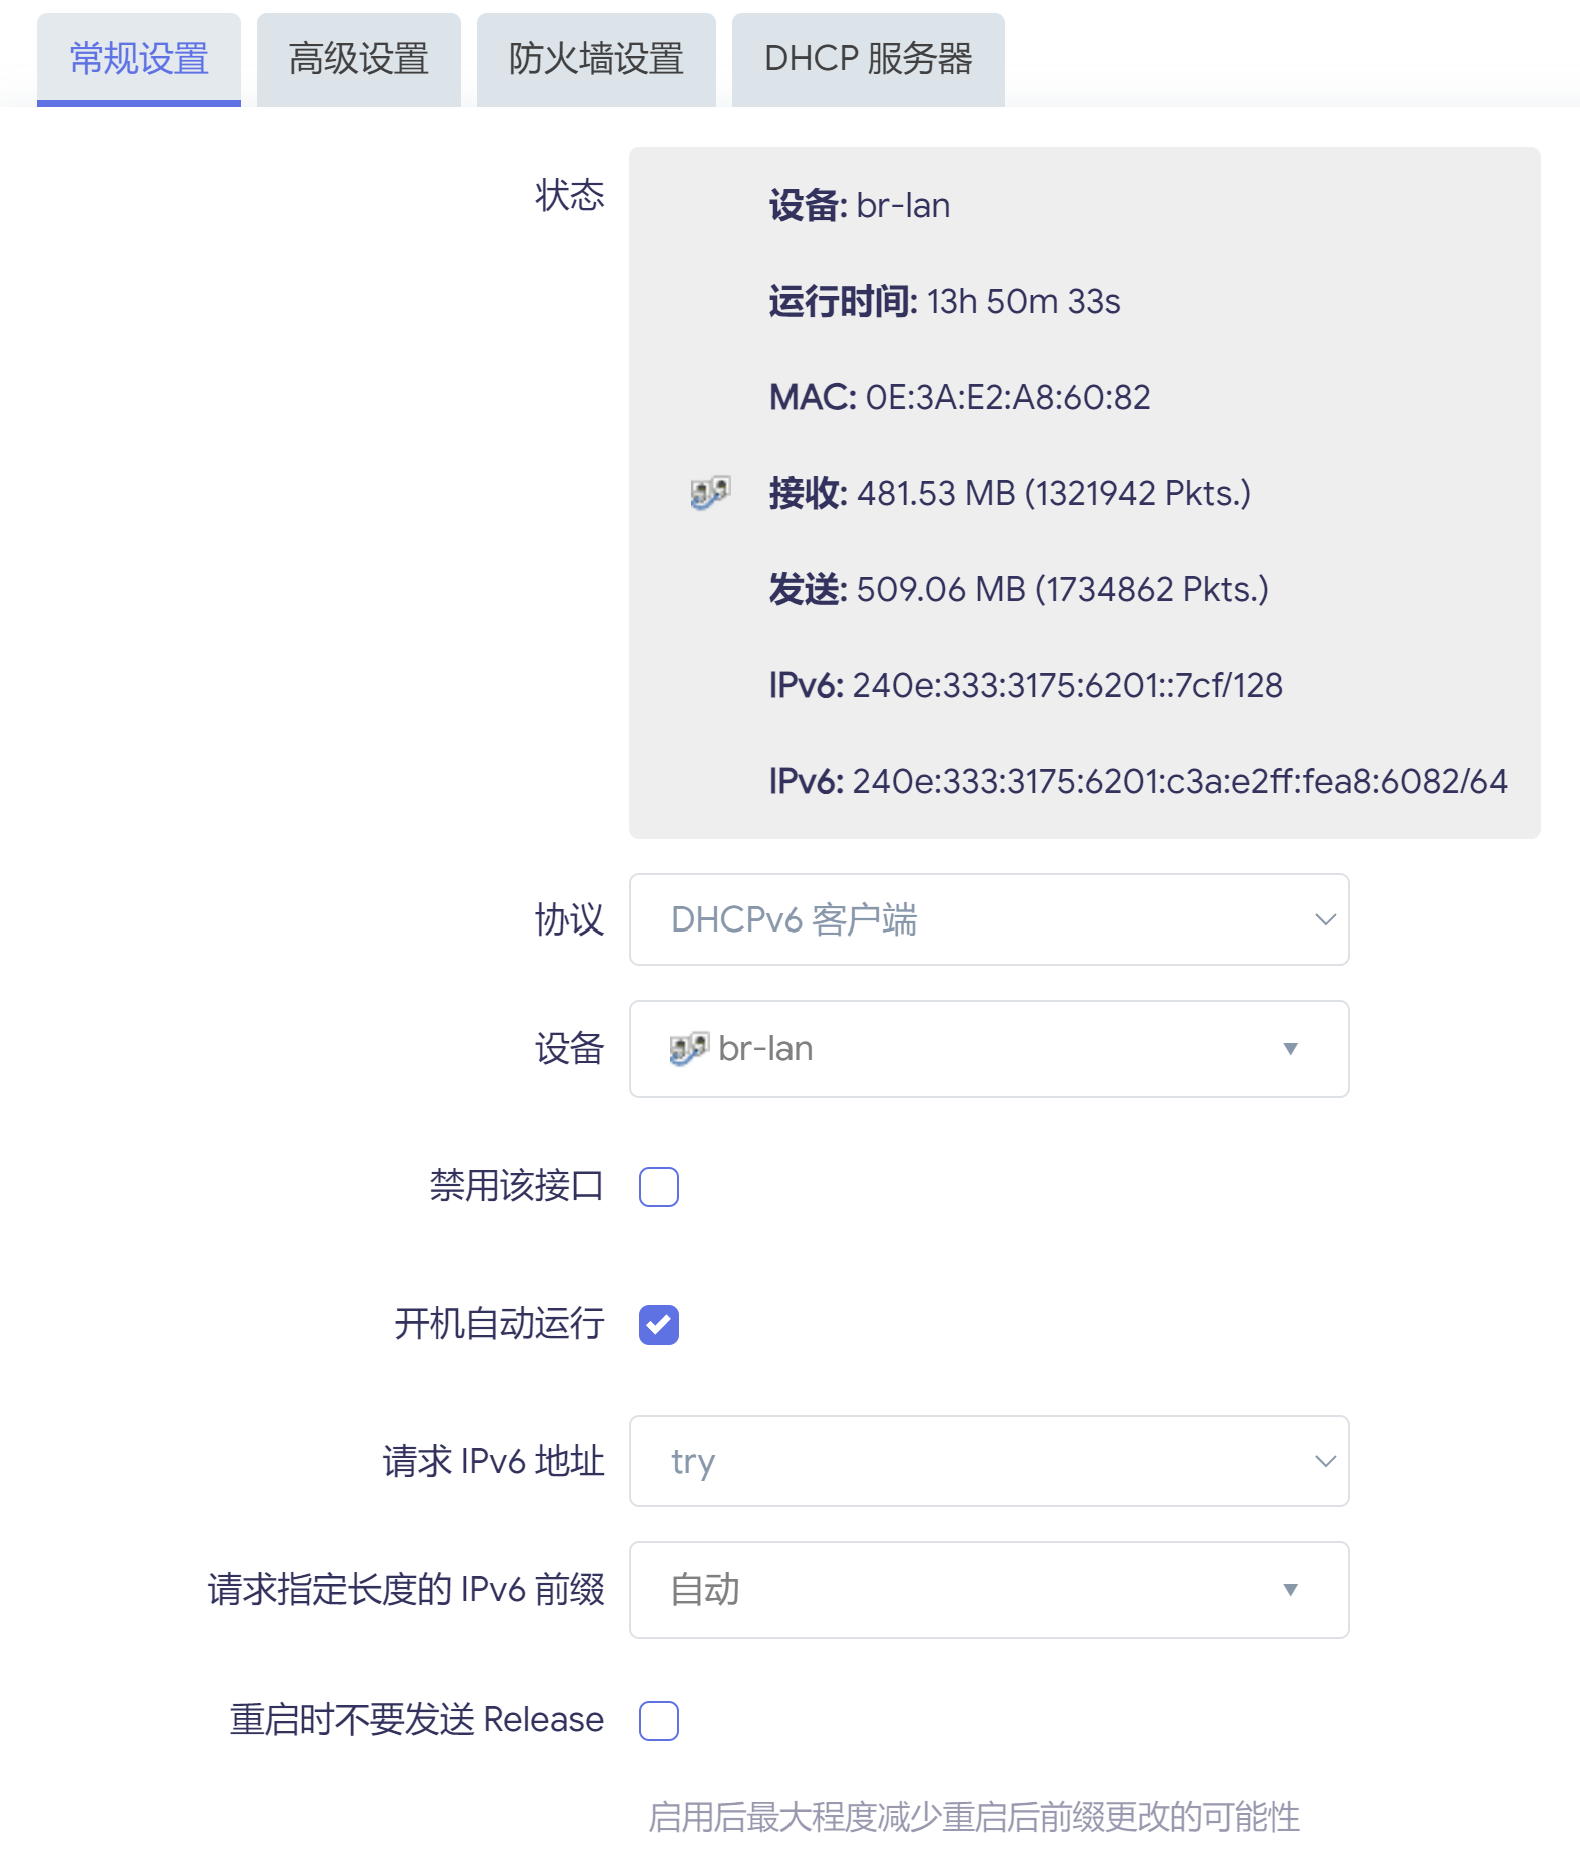 常规设置 高级设置 防火墙设置 DHCP 服务器
状态
设备: br-lan
运行时间: 13h 50m 33s
MAC: 0E:3A:E2:A8:60:82
接收: 481.53 MB (1321942 Pkts.)
发送: 509.06 MB (1734862 Pkts.)
IPv6: 240e:333:3175:6201::7cf/128
IPv6: 240e:333:3175:6201:c3a:e2ff:fea8:6082/64
协议 DHCPv6 客户端
设备 br-lan
禁用该接口
开机自动运行
请求 IPv6 地址 try
请求指定长度的 IPv6 前缀 自动
重启时不要发送 Release
启用后最大程度减少重启后前缀更改的可能性